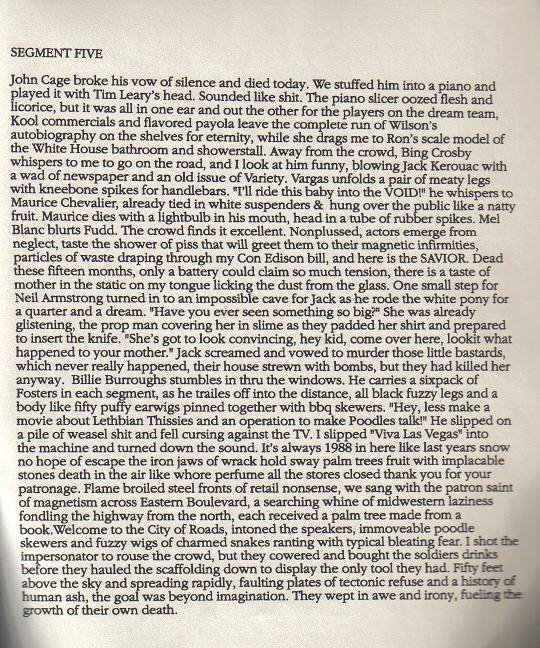 SEGMENT FIVE
John Cage broke his vow of silence and died today. We stuffed him into a piano and
played it with Tim Leary's head. Sounded like shit. The piano slicer oozed flesh and
licorice, but it was all in one ear and out the other for the players on the dream team,
Kool commercials and flavored payola leave the complete run of Wilson's
autobiography on the shelves for eternity, while she drags me to Ron's scale model of
the White House bathroom and showerstall. Away from the crowd, Bing Crosby
whispers to me to go on the road, and I look at him funny, blowing Jack Kerouac with
a wad of newspaper and an old issue of Variety. Vargas unfolds a pair of meaty legs
with kneebone spikes for handlebars. "I'll ride this baby into the VOID!" he whispers to
Maurice Chevalier, already tied in white suspenders & hung over the public like a natty
fruit. Maurice dies with a lightbulb in his mouth, head in a tube of rubber spikes. Mel
Blanc blurts Fudd. The crowd finds it excellent. Nonplussed, actors emerge from
neglect, taste the shower of piss that will greet them to their magnetic infirmities,
particles of waste draping through my Con Edison bill, and here is the SAVIOR. Dead
these fifteen months, only a battery could claim so much tension, there is a taste of
mother in the static on my tongue licking the dust from the glass. One small step for
Neil Armstrong turned in to an impossible cave for Jack as he rode the white pony for
a quarter and a dream. "Have you ever seen something so big?" She was already
glistening, the prop man covering her in slime as they padded her shirt and prepared
to insert the knife. "She's got to look convincing, hey kid, come over here, lookit what
happened to your mother." Jack screamed and vowed to murder those little bastards,
which never really happened, their house strewn with bombs, but they had killed her
anyway. Billie Burroughs stumbles in thru the windows. He carries a sixpack of
Fosters in each segment, as he trails off into the distance, all black fuzzy legs and a
body like fifty puffy earwigs pinned together with bbq skewers. "Hey, less make a
movie about Lethbian Thissies and an operation to make Poodles talk!" He slipped on
a pile of weasel shit and fell cursing against the TV. I slipped "Viva Las Vegas" into
the machine and turned down the sound. It's always 1988 in here like last years snow
no hope of escape the iron jaws of wrack hold sway palm trees fruit with implacable
stones death in the air like whore perfume all the stores closed thank you for your
patronage. Flame broiled steel fronts of retail nonsense, we sang with the patron saint
of magnetism across Eastern Boulevard, a searching whine of midwestern laziness
fondling the highway from the north, each received a palm tree made from a
book.Welcome to the City of Roads, intoned the speakers, immoveable poodle
skewers and fuzzy wigs of charmed snakes ranting with typical bleating fear. I shot the
impersonator to rouse the crowd, but they cowered and bought the soldiers drinks
before they hauled the scaffolding down to display the only tool they had. Fifty feet
above the sky and spreading rapidly, faulting plates of tectonic refuse and a history of
human ash, the goal was beyond imagination. They wept in awe and irony, fueling the
growth of their own death.